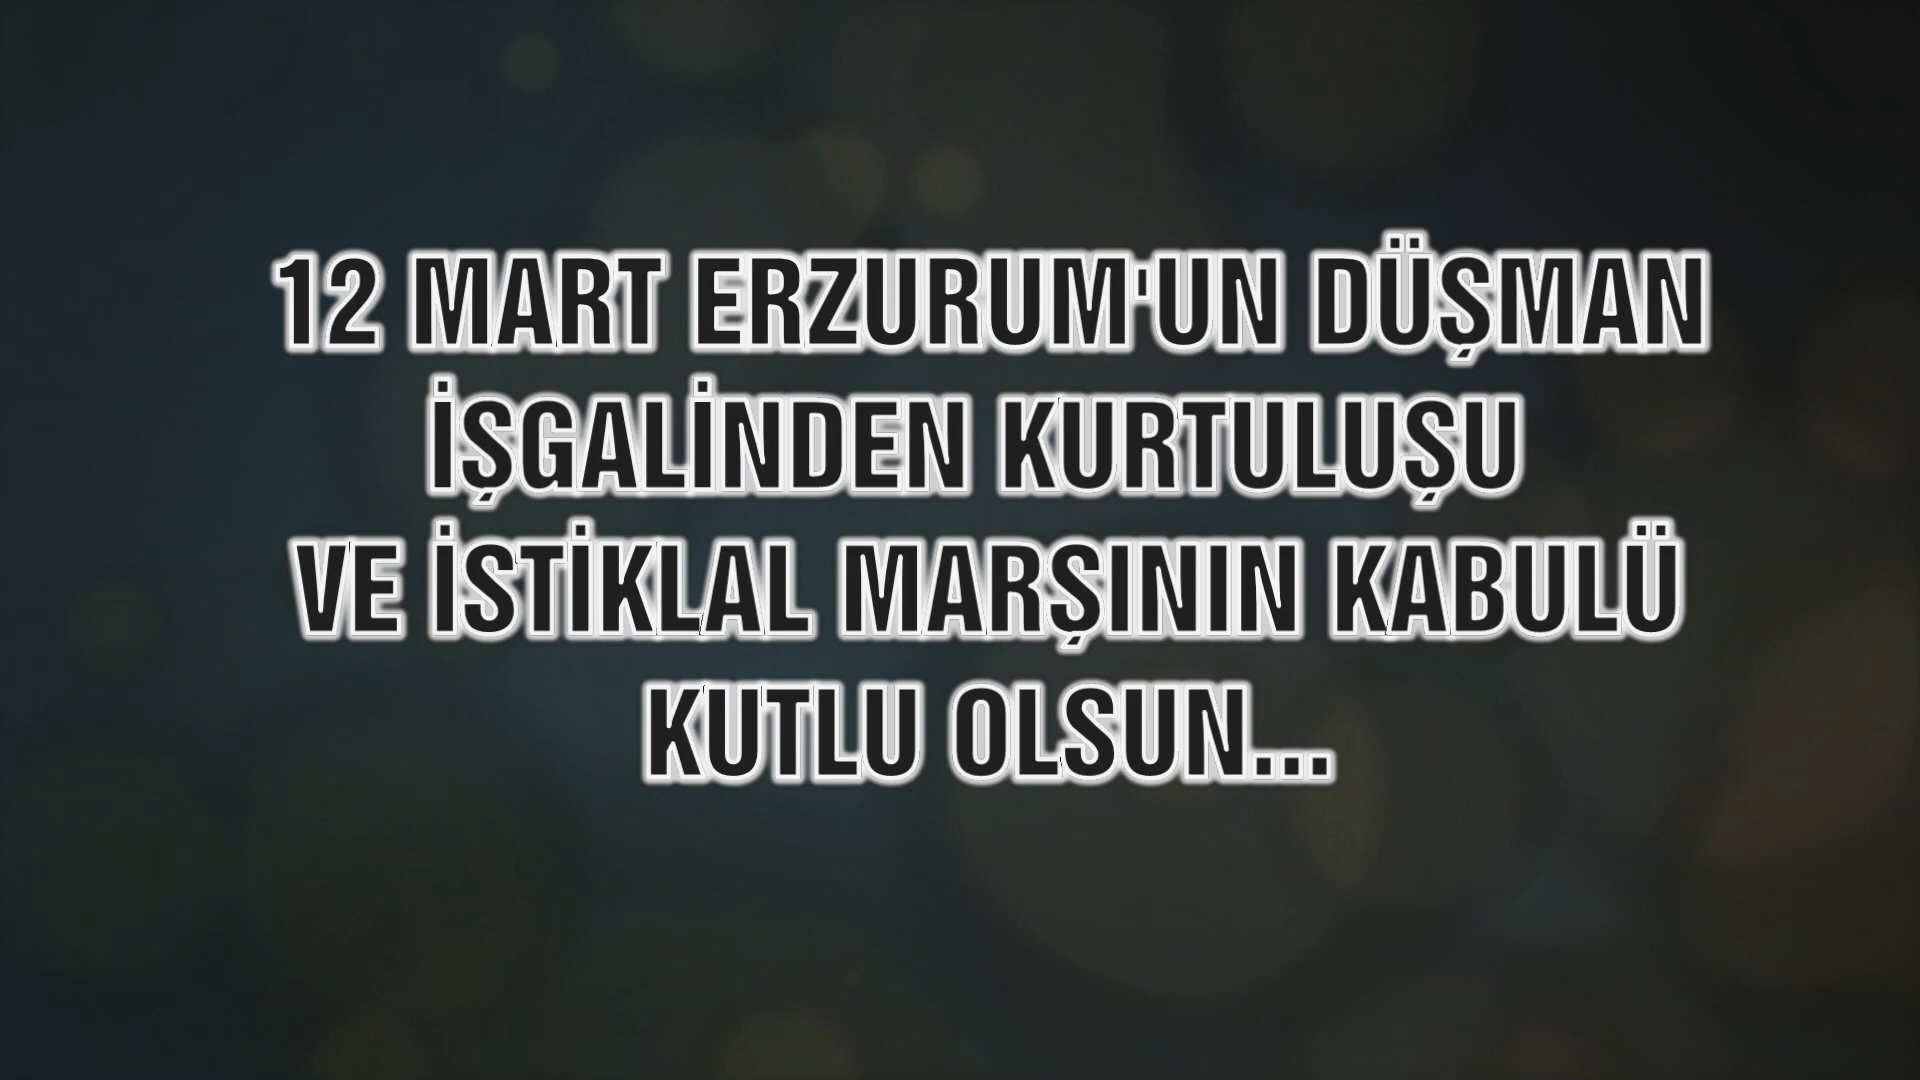 12 MART ERZURUM'UN DÜŞMAN
İŞGALİNDEN KURTULUŞU
VE İSTİKLAL MARŞININ KABULÜ
KUTLU OLSUN...